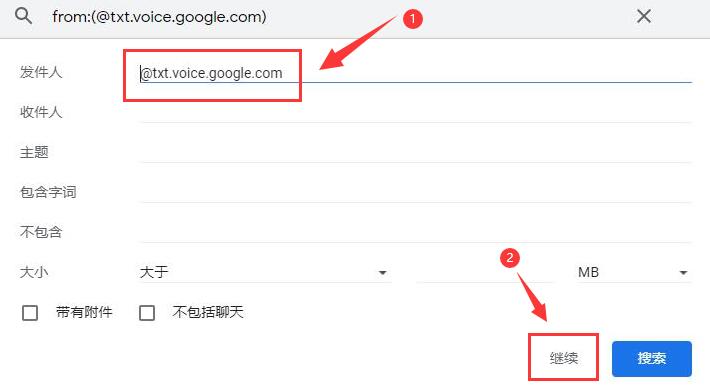 from:(@txt.voice.google.com)
1
发件人 @txt.voice.google.com
收件人
主题
包含字词
不包含
大小 大于 MB
2
带有附件 不包括聊天
继续 搜索